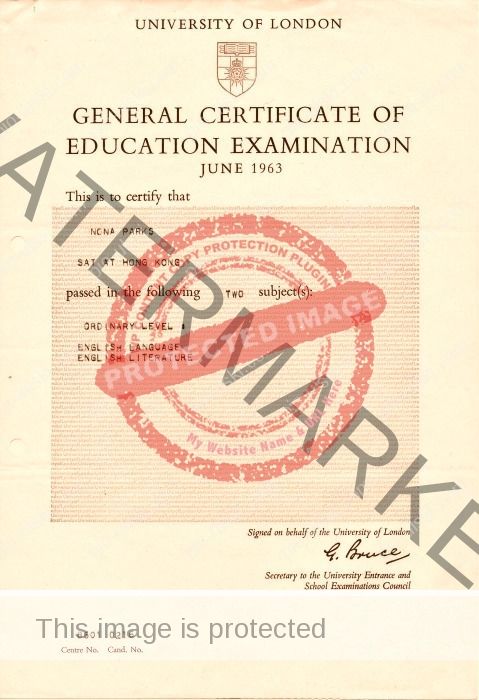 UNIVERSITY OF LONDON
GENERAL CERTIFICATE OF
EDUCATION EXAMINATION
JUNE 1963
This is to certify that
NONA PARKS
SAT AT HONG KONG
passed in the following TWO subject(s):
ORDINARY LEVEL :
ENGLISH LANGUAGE
ENGLISH LITERATURE
PROTECTION PLUGIN
PROTECTED IMAGE
My Website Name & Url Here
WATERMARKE
Signed on behalf of the University of London
G. Bruce
Secretary to the University Entrance and
School Examinations Council
This image is protected
Centre No. Cand. No.